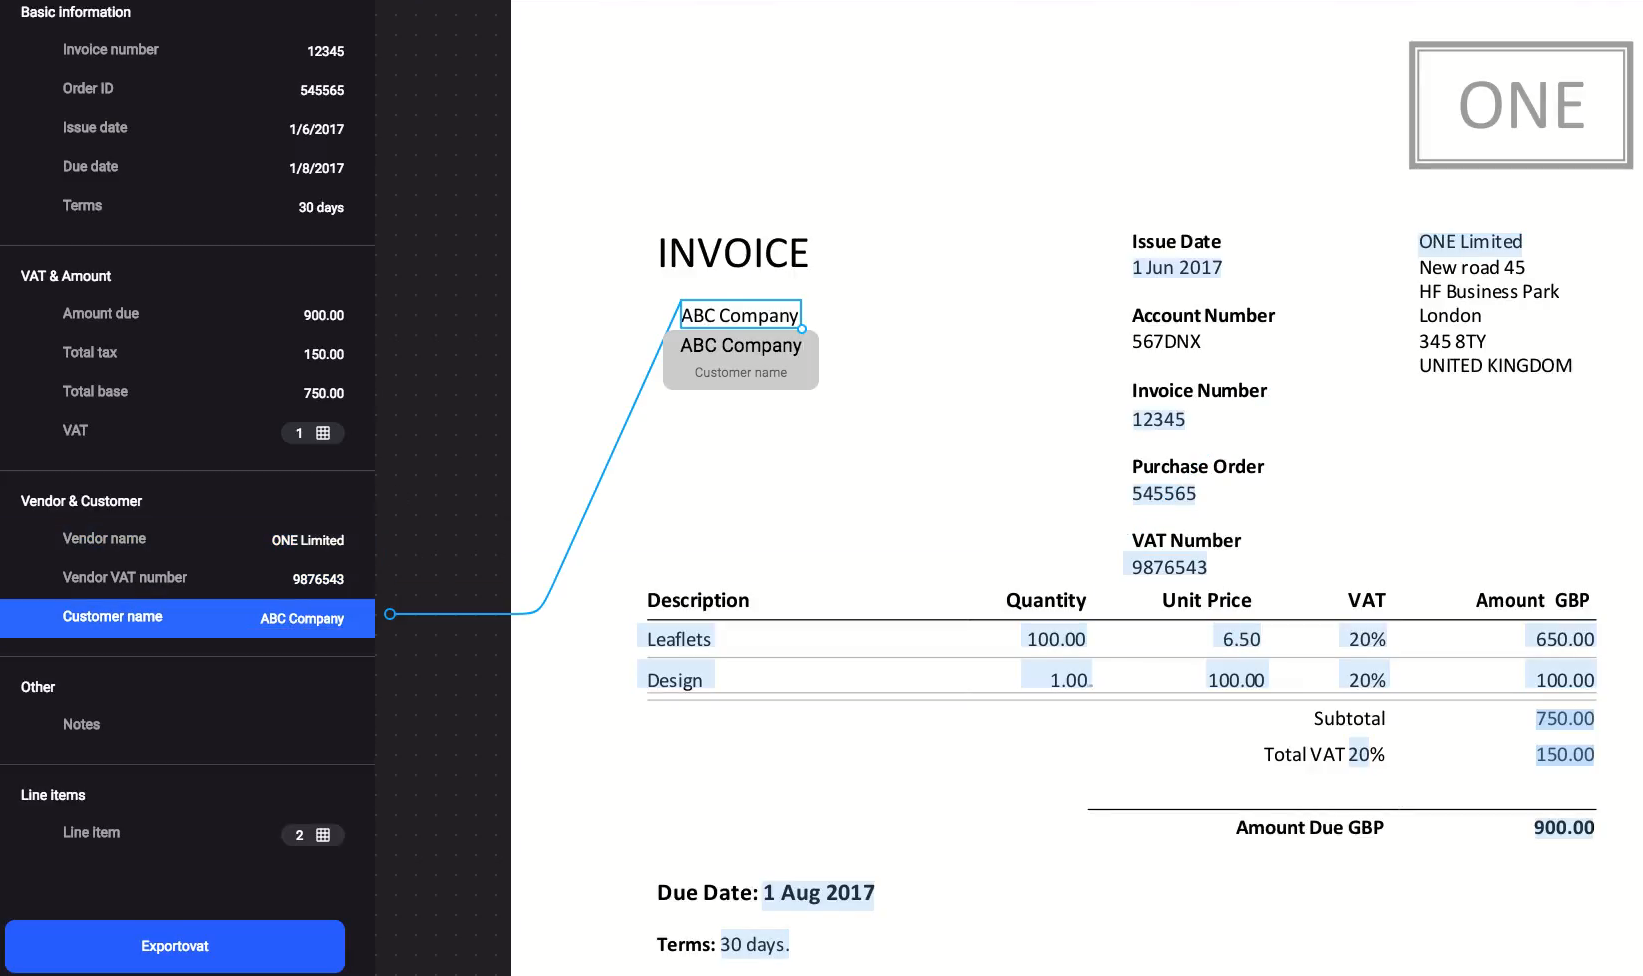 Basic information
Invoice number 12345
Order ID 545565
Issue date 1/6/2017
Due date 1/8/2017
Terms 30 days
VAT & Amount
Amount due 900.00
Total tax 150.00
Total base 750.00
VAT 1
Vendor & Customer
Vendor name ONE Limited
Vendor VAT number 9876543
Customer name ABC Company
Other
Notes
Line items
Line item 2
Exportovat
ONE
INVOICE
ABC Company
ABC Company
Customer name
Issue Date
1 Jun 2017
Account Number
567DNX
Invoice Number
12345
Purchase Order
545565
VAT Number
9876543
ONE Limited
New road 45
HF Business Park
London
345 8TY
UNITED KINGDOM
Description Quantity Unit Price VAT Amount GBP
Leaflets 100.00 6.50 20% 650.00
Design 1.00 100.00 20% 100.00
Subtotal 750.00
Total VAT 20% 150.00
Amount Due GBP 900.00
Due Date: 1 Aug 2017
Terms: 30 days.